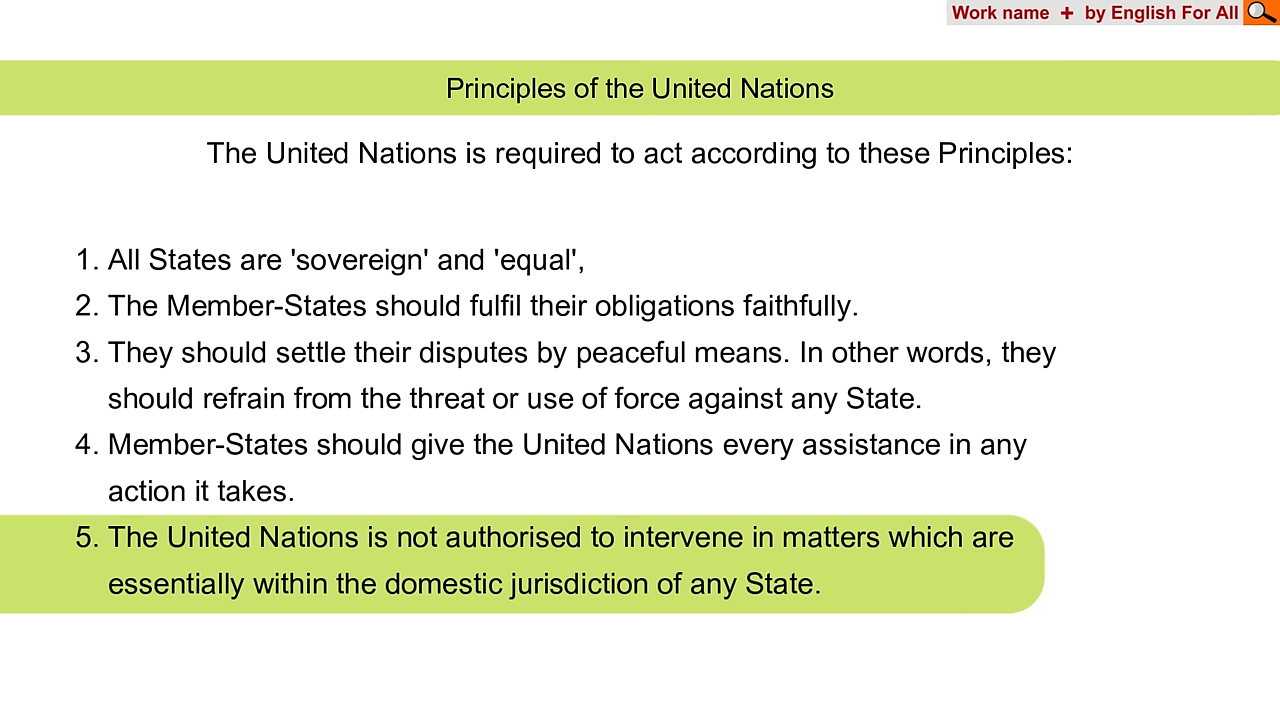 Work name + by English For All
Principles of the United Nations
The United Nations is required to act according to these Principles:
1. All States are 'sovereign' and 'equal',
2. The Member-States should fulfil their obligations faithfully.
3. They should settle their disputes by peaceful means. In other words, they
should refrain from the threat or use of force against any State.
4. Member-States should give the United Nations every assistance in any
action it takes.
5. The United Nations is not authorised to intervene in matters which are
essentially within the domestic jurisdiction of any State.